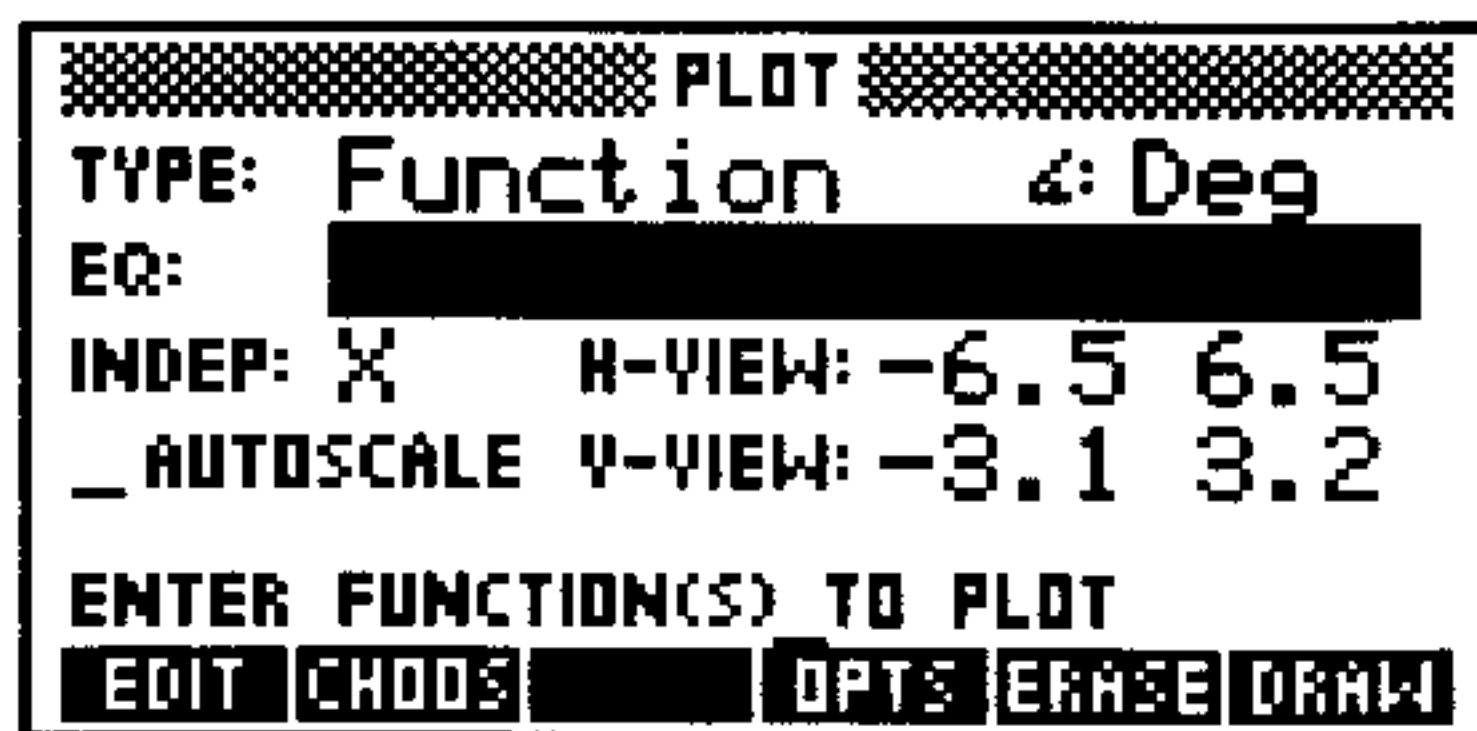 PLOT
TYPE: Function ∡: Deg
EQ:
INDEP: X H-VIEW: -6.5 6.5
_ AUTOSCALE V-VIEW: -3.1 3.2
ENTER FUNCTION(S) TO PLOT
EDIT CHOOS OPTS ERASE DRAW